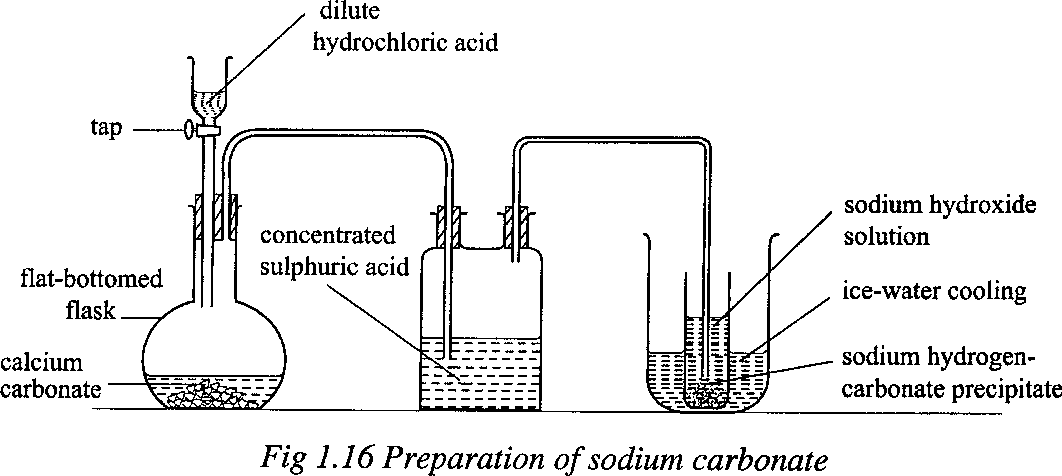 dilute
hydrochloric acid
tap
concentrated
sulphuric acid
sodium hydroxide
solution
flat-bottomed
flask
ice-water cooling
calcium
carbonate
sodium hydrogen-
carbonate precipitate
Fig 1.16 Preparation of sodium carbonate